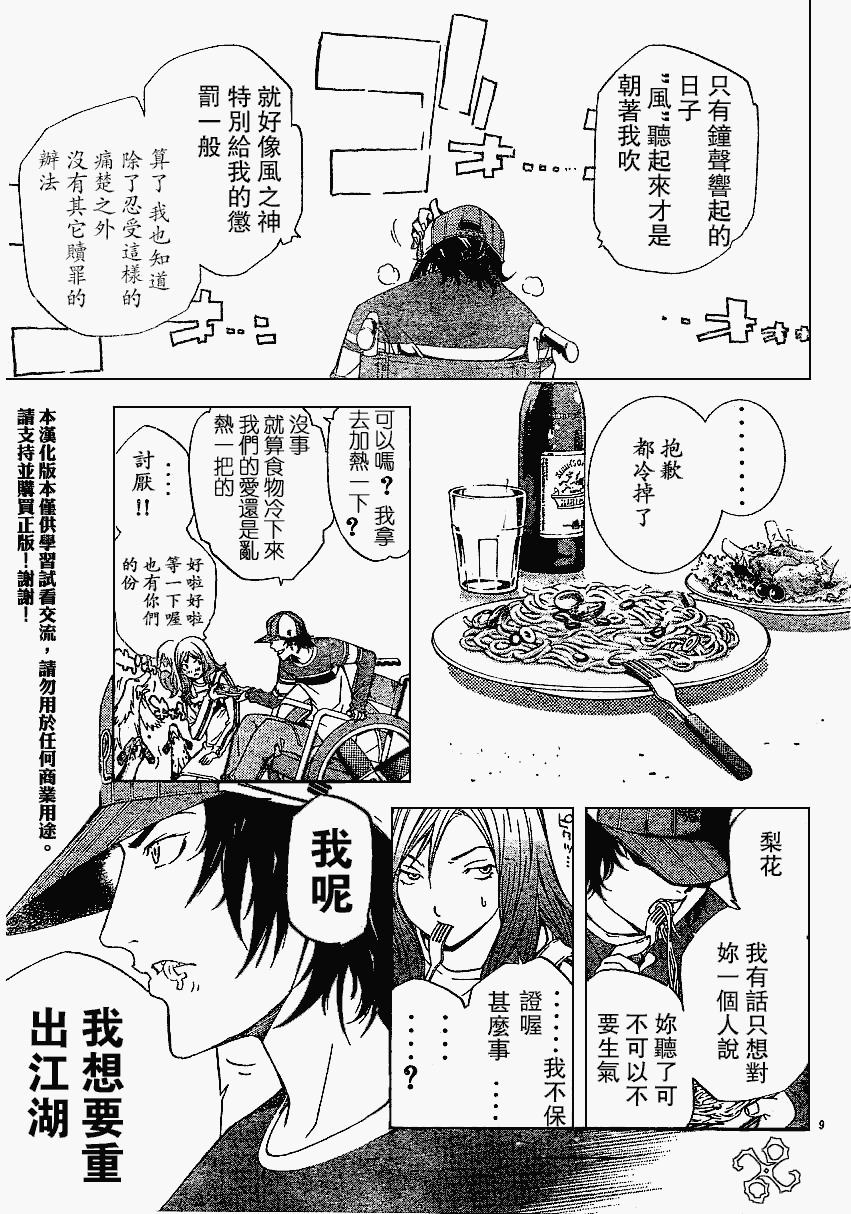 只有鐘聲響起的
日子
"風"聽起來才是
朝著我吹
就好像風之神
特別給我的懲
罰一般
算了 我也知道
除了忍受這樣的
痛楚之外
沒有其它贖罪的
辦法
ゴ
キ
キ
キ
‥‥‥
抱歉
都冷掉了
可以嗎？我拿
去加熱一下？
沒事
就算食物冷下來
我們的愛還是亂
熱一把的
‥‥
討厭!!
好啦好啦
等一下喔
也有你們
的份
本漢化版本僅供學習試看交流，請勿用於任何商業用途。
請支持並購買正版！謝謝！
梨花
我有話只想對
妳一個人說
妳聽了可
不可以不
要生氣
‥‥‥我不保
證喔
甚麼事‥‥
‥‥‥
‥‥‥？
我呢
我想要重
出江湖
9